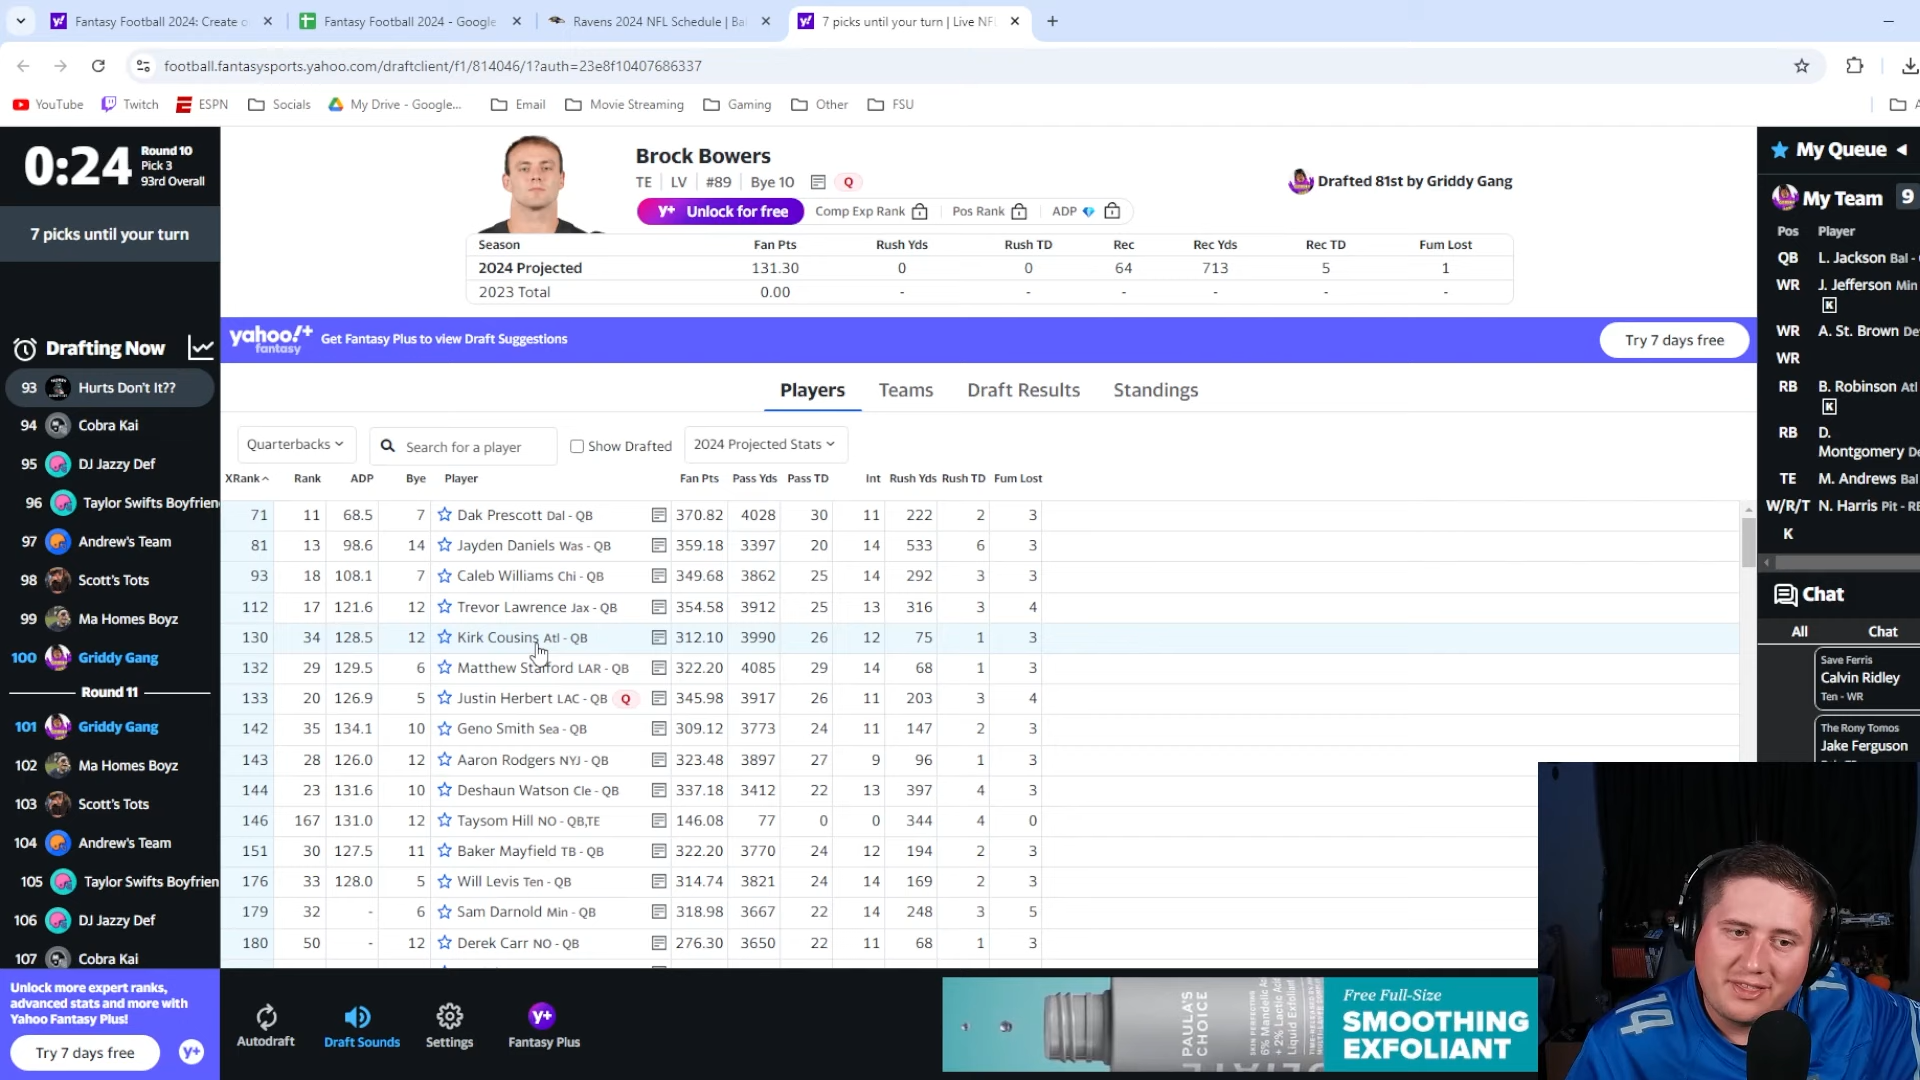 Fantasy Football 2024: Create o
Fantasy Football 2024 - Google
Ravens 2024 NFL Schedule | Ba
7 picks until your turn | Live NFL
football.fantasysports.yahoo.com/draftclient/f1/814046/1?auth=23e8f10407686337
YouTube
Twitch
ESPN
Socials
My Drive - Google...
Email
Movie Streaming
Gaming
Other
FSU
0:24
Round 10
Pick 3
93rd Overall
7 picks until your turn
Drafting Now
93 Hurts Don't It??
94 Cobra Kai
95 DJ Jazzy Def
96 Taylor Swifts Boyfrien
97 Andrew's Team
98 Scott's Tots
99 Ma Homes Boyz
100 Griddy Gang
Round 11
101 Griddy Gang
102 Ma Homes Boyz
103 Scott's Tots
104 Andrew's Team
105 Taylor Swifts Boyfrien
106 DJ Jazzy Def
107 Cobra Kai
Unlock more expert ranks,
advanced stats and more with
Yahoo Fantasy Plus!
Try 7 days free
y+
Brock Bowers
TE | LV | #89 | Bye 10 Q
y+ Unlock for free
Comp Exp Rank
Pos Rank
ADP
Drafted 81st by Griddy Gang
Season Fan Pts Rush Yds Rush TD Rec Rec Yds Rec TD Fum Lost
2024 Projected 131.30 0 0 64 713 5 1
2023 Total 0.00 - - - - - -
yahoo!+
fantasy
Get Fantasy Plus to view Draft Suggestions
Try 7 days free
Players
Teams
Draft Results
Standings
Quarterbacks
Search for a player
Show Drafted
2024 Projected Stats
XRank Rank ADP Bye Player Fan Pts Pass Yds Pass TD Int Rush Yds Rush TD Fum Lost
71 11 68.5 7 Dak Prescott Dal - QB 370.82 4028 30 11 222 2 3
81 13 98.6 14 Jayden Daniels Was - QB 359.18 3397 20 14 533 6 3
93 18 108.1 7 Caleb Williams Chi - QB 349.68 3862 25 14 292 3 3
112 17 121.6 12 Trevor Lawrence Jax - QB 354.58 3912 25 13 316 3 4
130 34 128.5 12 Kirk Cousins Atl - QB 312.10 3990 26 12 75 1 3
132 29 129.5 6 Matthew Stafford LAR - QB 322.20 4085 29 14 68 1 3
133 20 126.9 5 Justin Herbert LAC - QB Q 345.98 3917 26 11 203 3 4
142 35 134.1 10 Geno Smith Sea - QB 309.12 3773 24 11 147 2 3
143 28 126.0 12 Aaron Rodgers NYJ - QB 323.48 3897 27 9 96 1 3
144 23 131.6 10 Deshaun Watson Cle - QB 337.18 3412 22 13 397 4 3
146 167 131.0 12 Taysom Hill NO - QB,TE 146.08 77 0 0 344 4 0
151 30 127.5 11 Baker Mayfield TB - QB 322.20 3770 24 12 194 2 3
176 33 128.0 5 Will Levis Ten - QB 314.74 3821 24 14 169 2 3
179 32 - 6 Sam Darnold Min - QB 318.98 3667 22 14 248 3 5
180 50 - 12 Derek Carr NO - QB 276.30 3650 22 11 68 1 3
Autodraft
Draft Sounds
Settings
y+
Fantasy Plus
PAULA'S
CHOICE
Free Full-Size
SMOOTHING
EXFOLIANT
My Queue
My Team 9
Pos Player
QB L. Jackson Bal -
WR J. Jefferson Min
K
WR A. St. Brown De
WR
RB B. Robinson Atl
K
RB D.
Montgomery De
TE M. Andrews Bal
W/R/T N. Harris Pit - RB
K
Chat
All
Chat
Save Ferris
Calvin Ridley
Ten - WR
The Rony Tomos
Jake Ferguson
14